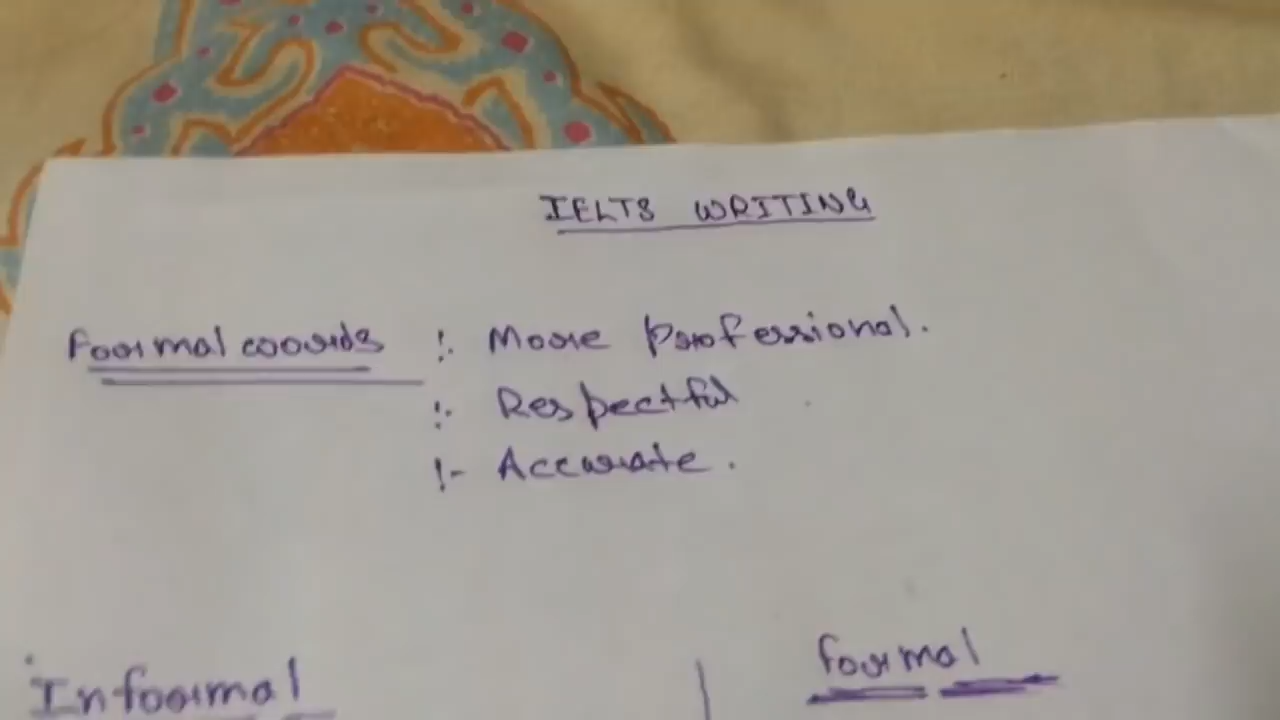 IELTS WRITING
Formal words :. More Professional.
:. Respectful
:- Accurate.
Informal | formal